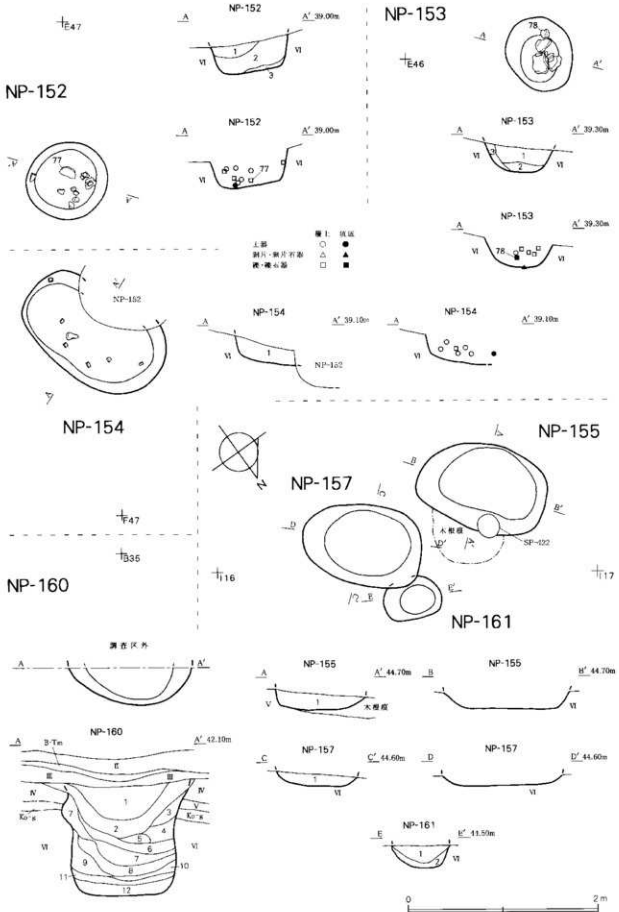 E47
NP-152
77
A
NP-152
A' 39.00m
VI
1
2
3
VI
A
NP-152
A' 39.00m
VI
77
VI
NP-153
E46
78
A
A'
NP-153
A
A' 39.30m
VI
3
1
2
VI
NP-153
A
A' 39.30m
VI
78
VI
覆土 坑底
土器 ○ ●
剥片・剥片石器 △ ▲
礫・礫石器 □ ■
NP-152
NP-154
A
NP-154
A' 39.10m
VI
1
NP-152
A
NP-154
A' 39.10m
VI
F47
N
NP-155
B
B'
木根痕
SP-422
NP-157
D
D'
NP-161
E
E'
I16
I17
B35
NP-160
調査区外
A
A'
NP-160
A
A' 42.10m
B-Tm
II
III
III
IV
IV
V
Ko-g
Ko-g
VI
VI
1
2
3
4
5
6
7
7
8
9
10
11
12
A
NP-155
A' 44.70m
V
1
木根痕
B
NP-155
B' 44.70m
VI
C
NP-157
C' 44.60m
1
VI
D
NP-157
D' 44.60m
VI
NP-161
E
E' 44.50m
1
2
VI
0
2 m